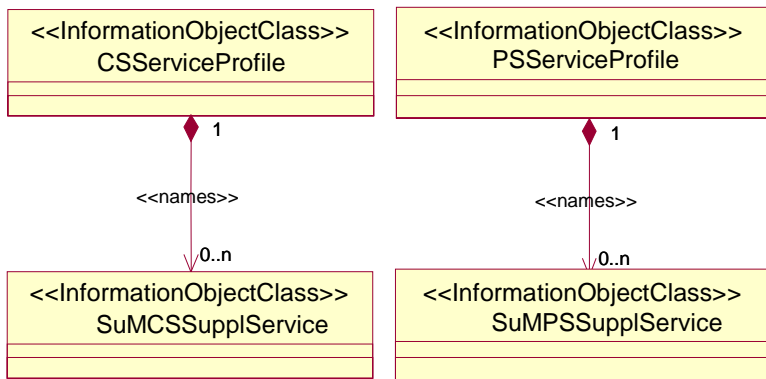 <<InformationObjectClass>>
CSServiceProfile
1
<<names>>
0..n
<<InformationObjectClass>>
SuMCSSupplService
<<InformationObjectClass>>
PSServiceProfile
1
<<names>>
0..n
<<InformationObjectClass>>
SuMPSSupplService